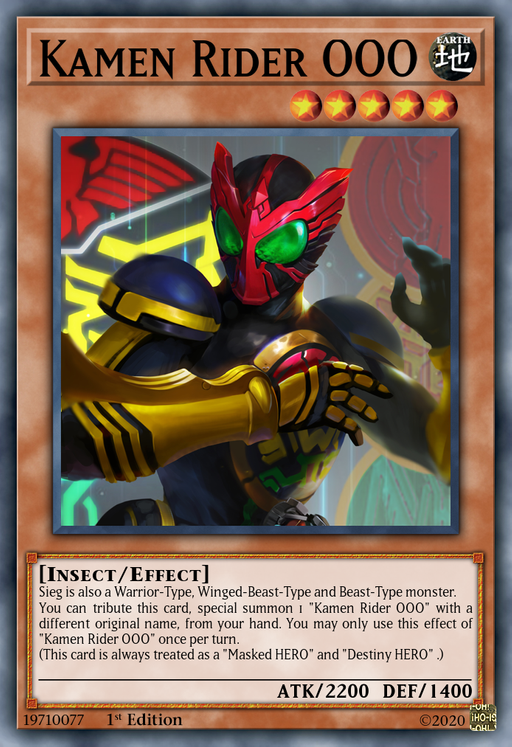 KAMEN RIDER OOO
EARTH
地
[INSECT/EFFECT]
Sieg is also a Warrior-Type, Winged-Beast-Type and Beast-Type monster.
You can tribute this card, special summon 1 "Kamen Rider OOO" with a
different original name, from your hand. You may only use this effect of
"Kamen Rider OOO" once per turn.
(This card is always treated as a "Masked HERO" and "Destiny HERO" .)
ATK/2200 DEF/1400
19710077 1st Edition ©2020